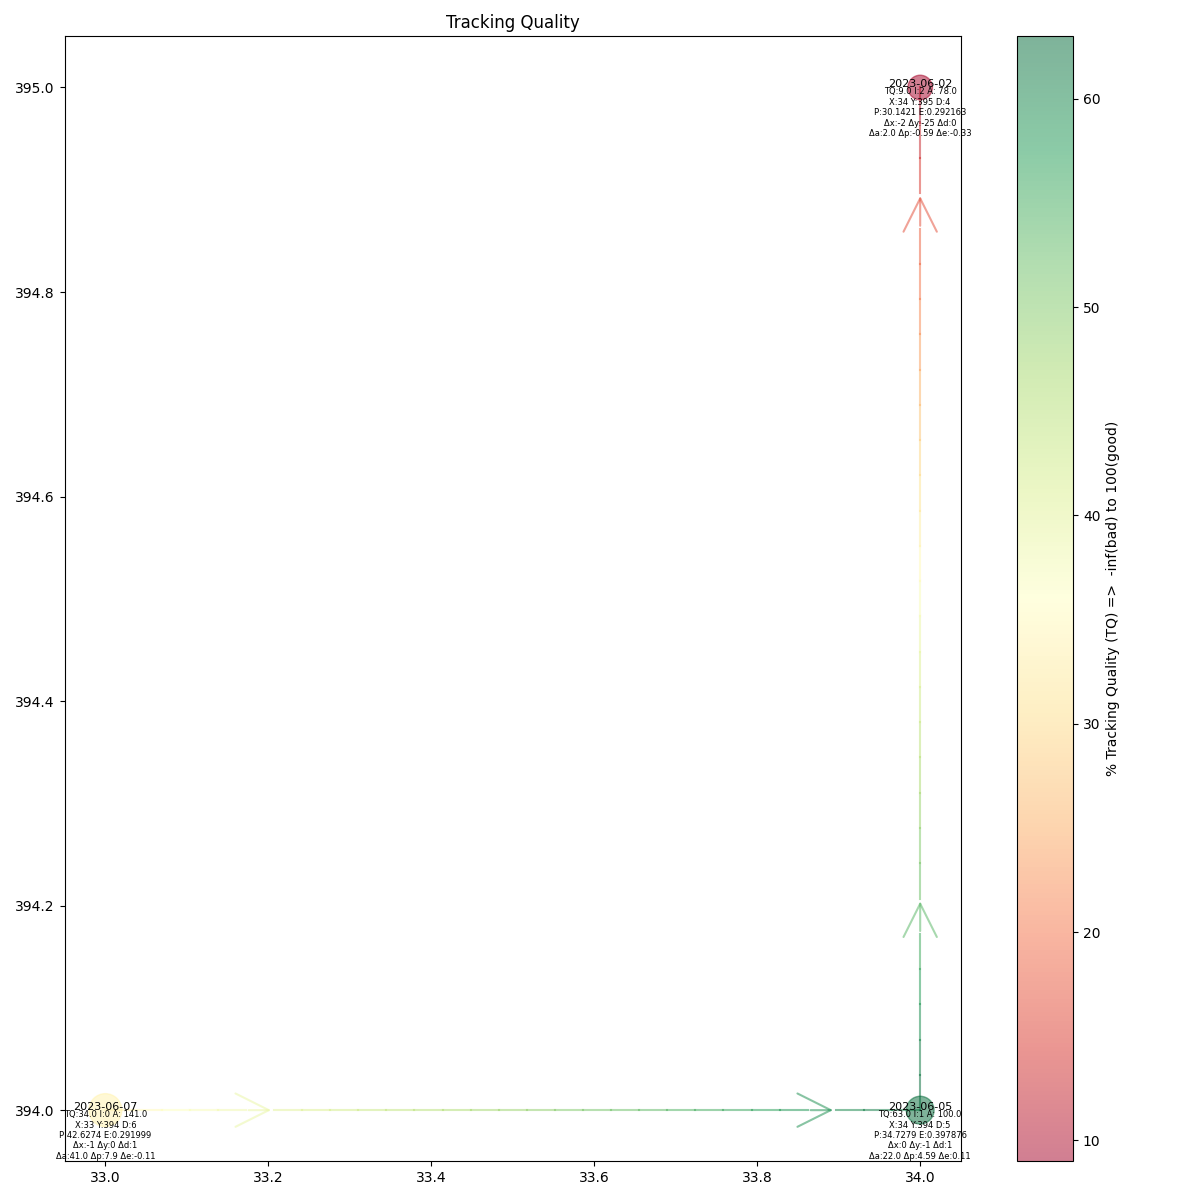 Tracking Quality
395.0
394.8
394.6
394.4
394.2
394.0
2023-06-02
TQ:9.0 I:2 A: 78.0
X:34 Y:395 D:4
P:30.1421 E:0.292163
Δx:-2 Δy:-25 Δd:0
Δa:2.0 Δp:-0.59 Δe:-0.33
2023-06-07
TQ:34.0 I:0 A: 141.0
X:33 Y:394 D:6
P:42.6274 E:0.291999
Δx:-1 Δy:0 Δd:1
Δa:41.0 Δp:7.9 Δe:-0.11
2023-06-05
TQ:63.0 I:1 A: 100.0
X:34 Y:394 D:5
P:34.7279 E:0.397876
Δx:0 Δy:-1 Δd:1
Δa:22.0 Δp:4.59 Δe:0.11
33.0 33.2 33.4 33.6 33.8 34.0
60
50
40
30
20
10
% Tracking Quality (TQ) => -inf(bad) to 100(good)